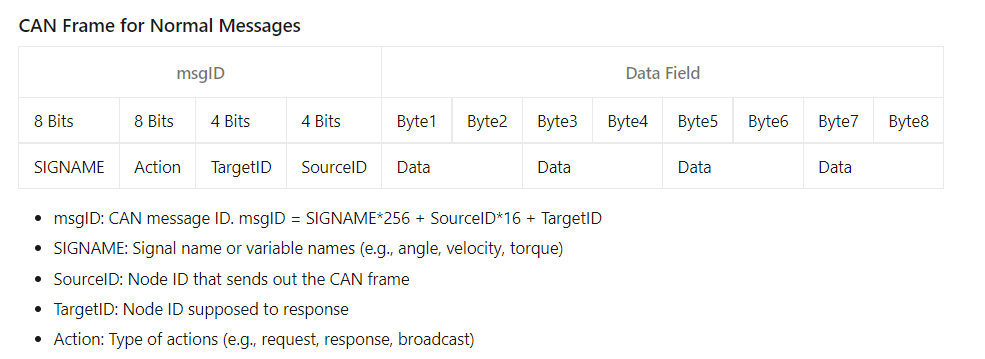 CAN Frame for Normal Messages
msgID Data Field
8 Bits 8 Bits 4 Bits 4 Bits Byte1 Byte2 Byte3 Byte4 Byte5 Byte6 Byte7 Byte8
SIGNAME Action TargetID SourceID Data Data Data Data
• msgID: CAN message ID. msgID = SIGNAME*256 + SourceID*16 + TargetID
• SIGNAME: Signal name or variable names (e.g., angle, velocity, torque)
• SourceID: Node ID that sends out the CAN frame
• TargetID: Node ID supposed to response
• Action: Type of actions (e.g., request, response, broadcast)